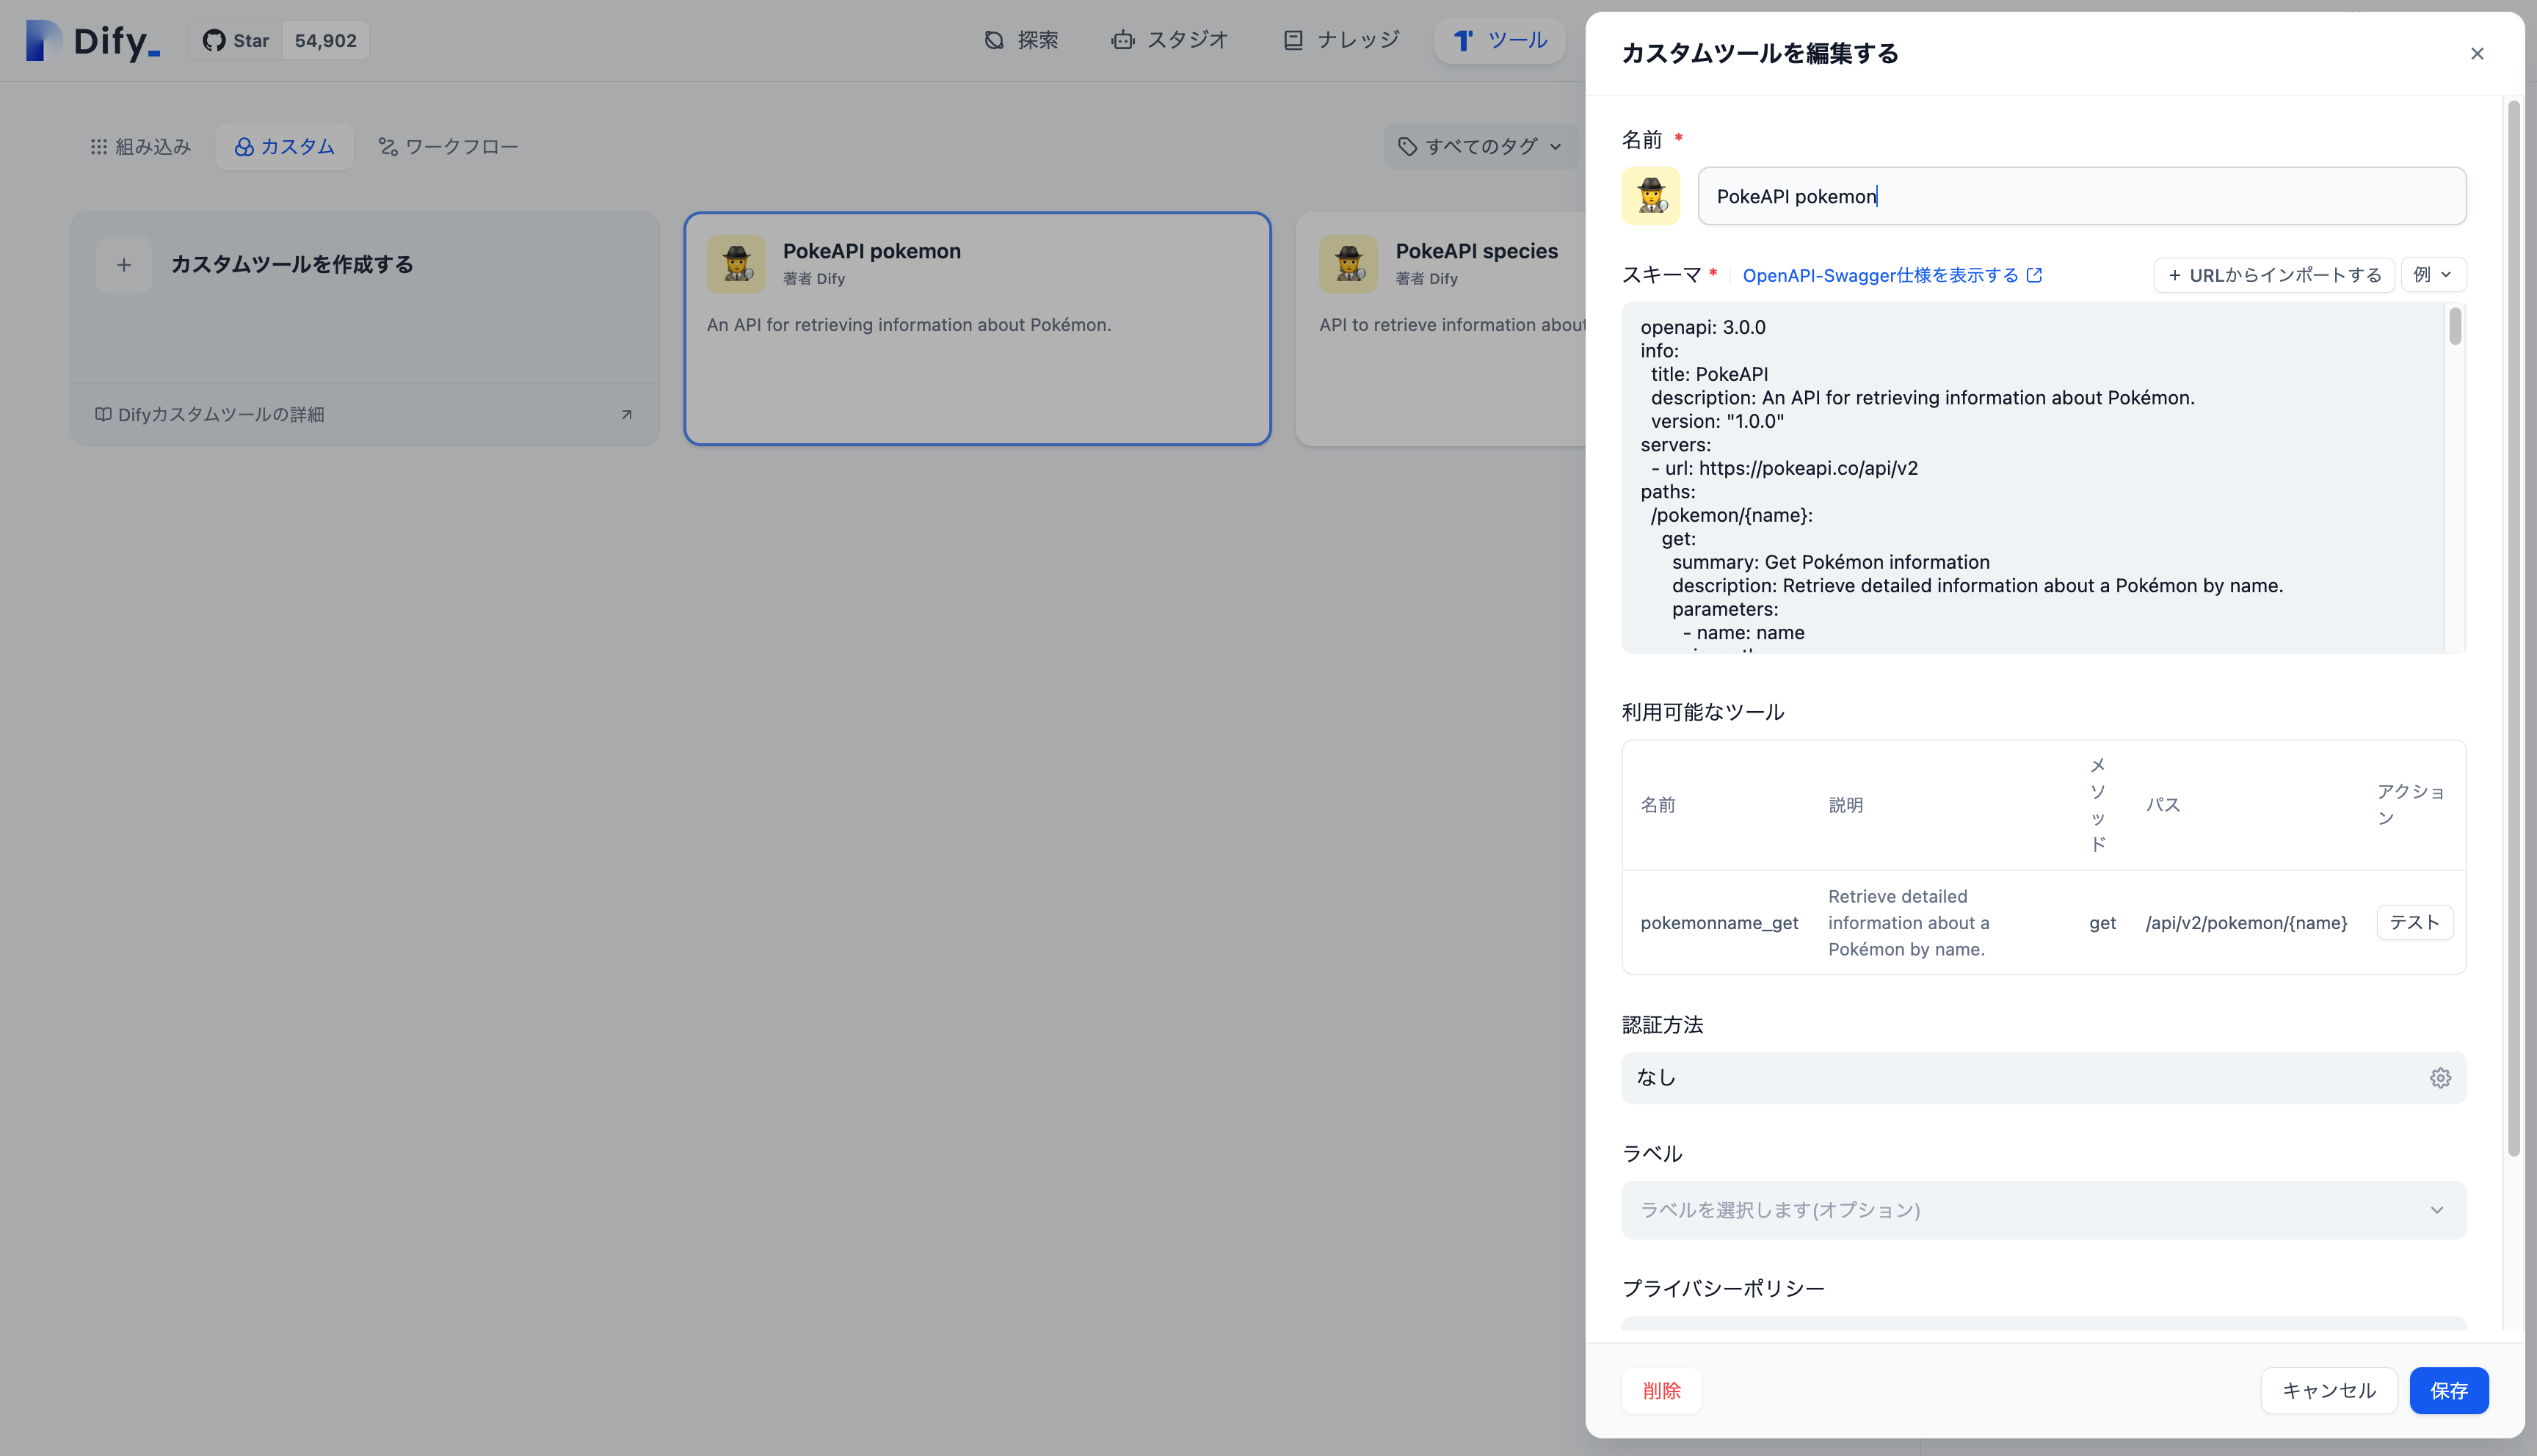 Dify_
Star 54,902
探索
スタジオ
ナレッジ
ツール
組み込み
カスタム
ワークフロー
すべてのタグ
カスタムツールを作成する
Difyカスタムツールの詳細
PokeAPI pokemon
著者 Dify
An API for retrieving information about Pokémon.
PokeAPI species
著者 Dify
API to retrieve information about
カスタムツールを編集する
名前 *
PokeAPI pokemon
スキーマ *
OpenAPI-Swagger仕様を表示する
+ URLからインポートする
例
openapi: 3.0.0
info:
title: PokeAPI
description: An API for retrieving information about Pokémon.
version: "1.0.0"
servers:
- url: https://pokeapi.co/api/v2
paths:
/pokemon/{name}:
get:
summary: Get Pokémon information
description: Retrieve detailed information about a Pokémon by name.
parameters:
- name: name
利用可能なツール
名前
説明
メソッド
パス
アクション
pokemonname_get
Retrieve detailed
information about a
Pokémon by name.
get
/api/v2/pokemon/{name}
テスト
認証方法
なし
ラベル
ラベルを選択します(オプション)
プライバシーポリシー
削除
キャンセル
保存